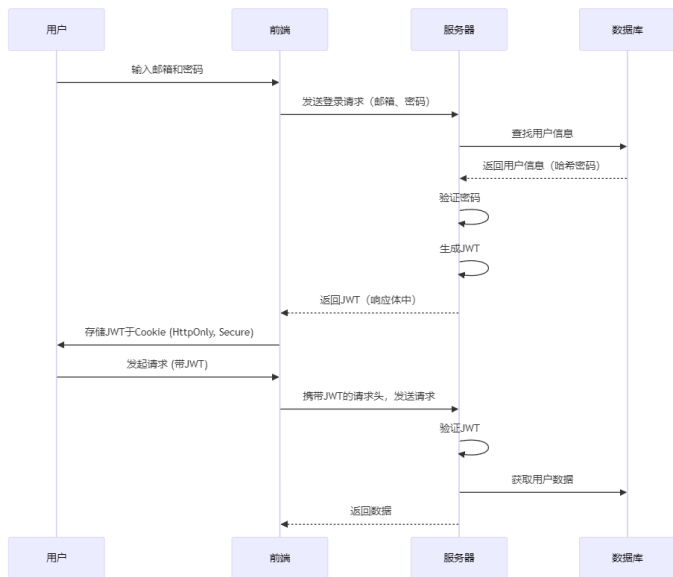 用户
前端
服务器
数据库
输入邮箱和密码
发送登录请求（邮箱、密码）
查找用户信息
返回用户信息（哈希密码）
验证密码
生成JWT
返回JWT（响应体中）
存储JWT于Cookie (HttpOnly, Secure)
发起请求 (带JWT)
携带JWT的请求头，发送请求
验证JWT
获取用户数据
返回数据
用户
前端
服务器
数据库